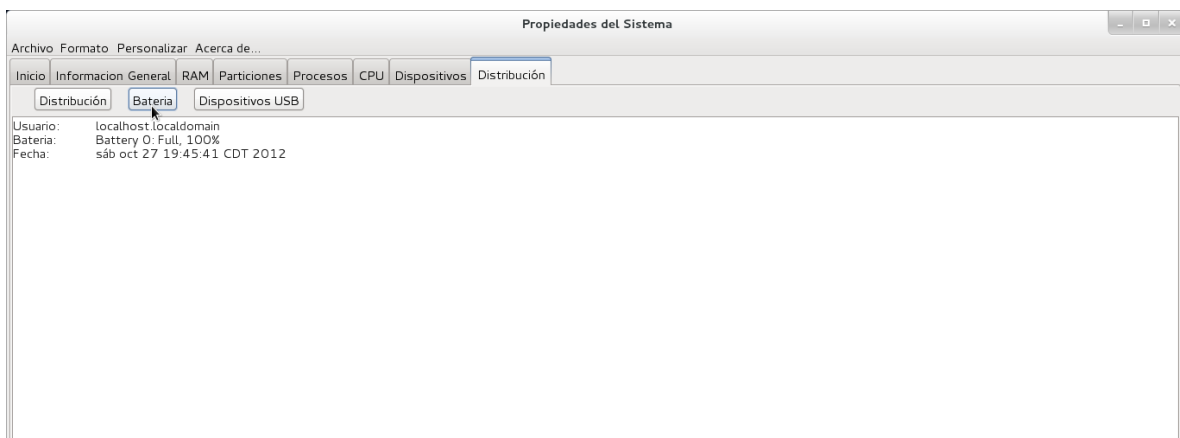 Propiedades del Sistema
Archivo Formato Personalizar Acerca de...
Inicio Informacion General RAM Particiones Procesos CPU Dispositivos Distribución
Distribución Bateria Dispositivos USB
Usuario: localhost.localdomain
Bateria: Battery 0: Full, 100%
Fecha: sáb oct 27 19:45:41 CDT 2012